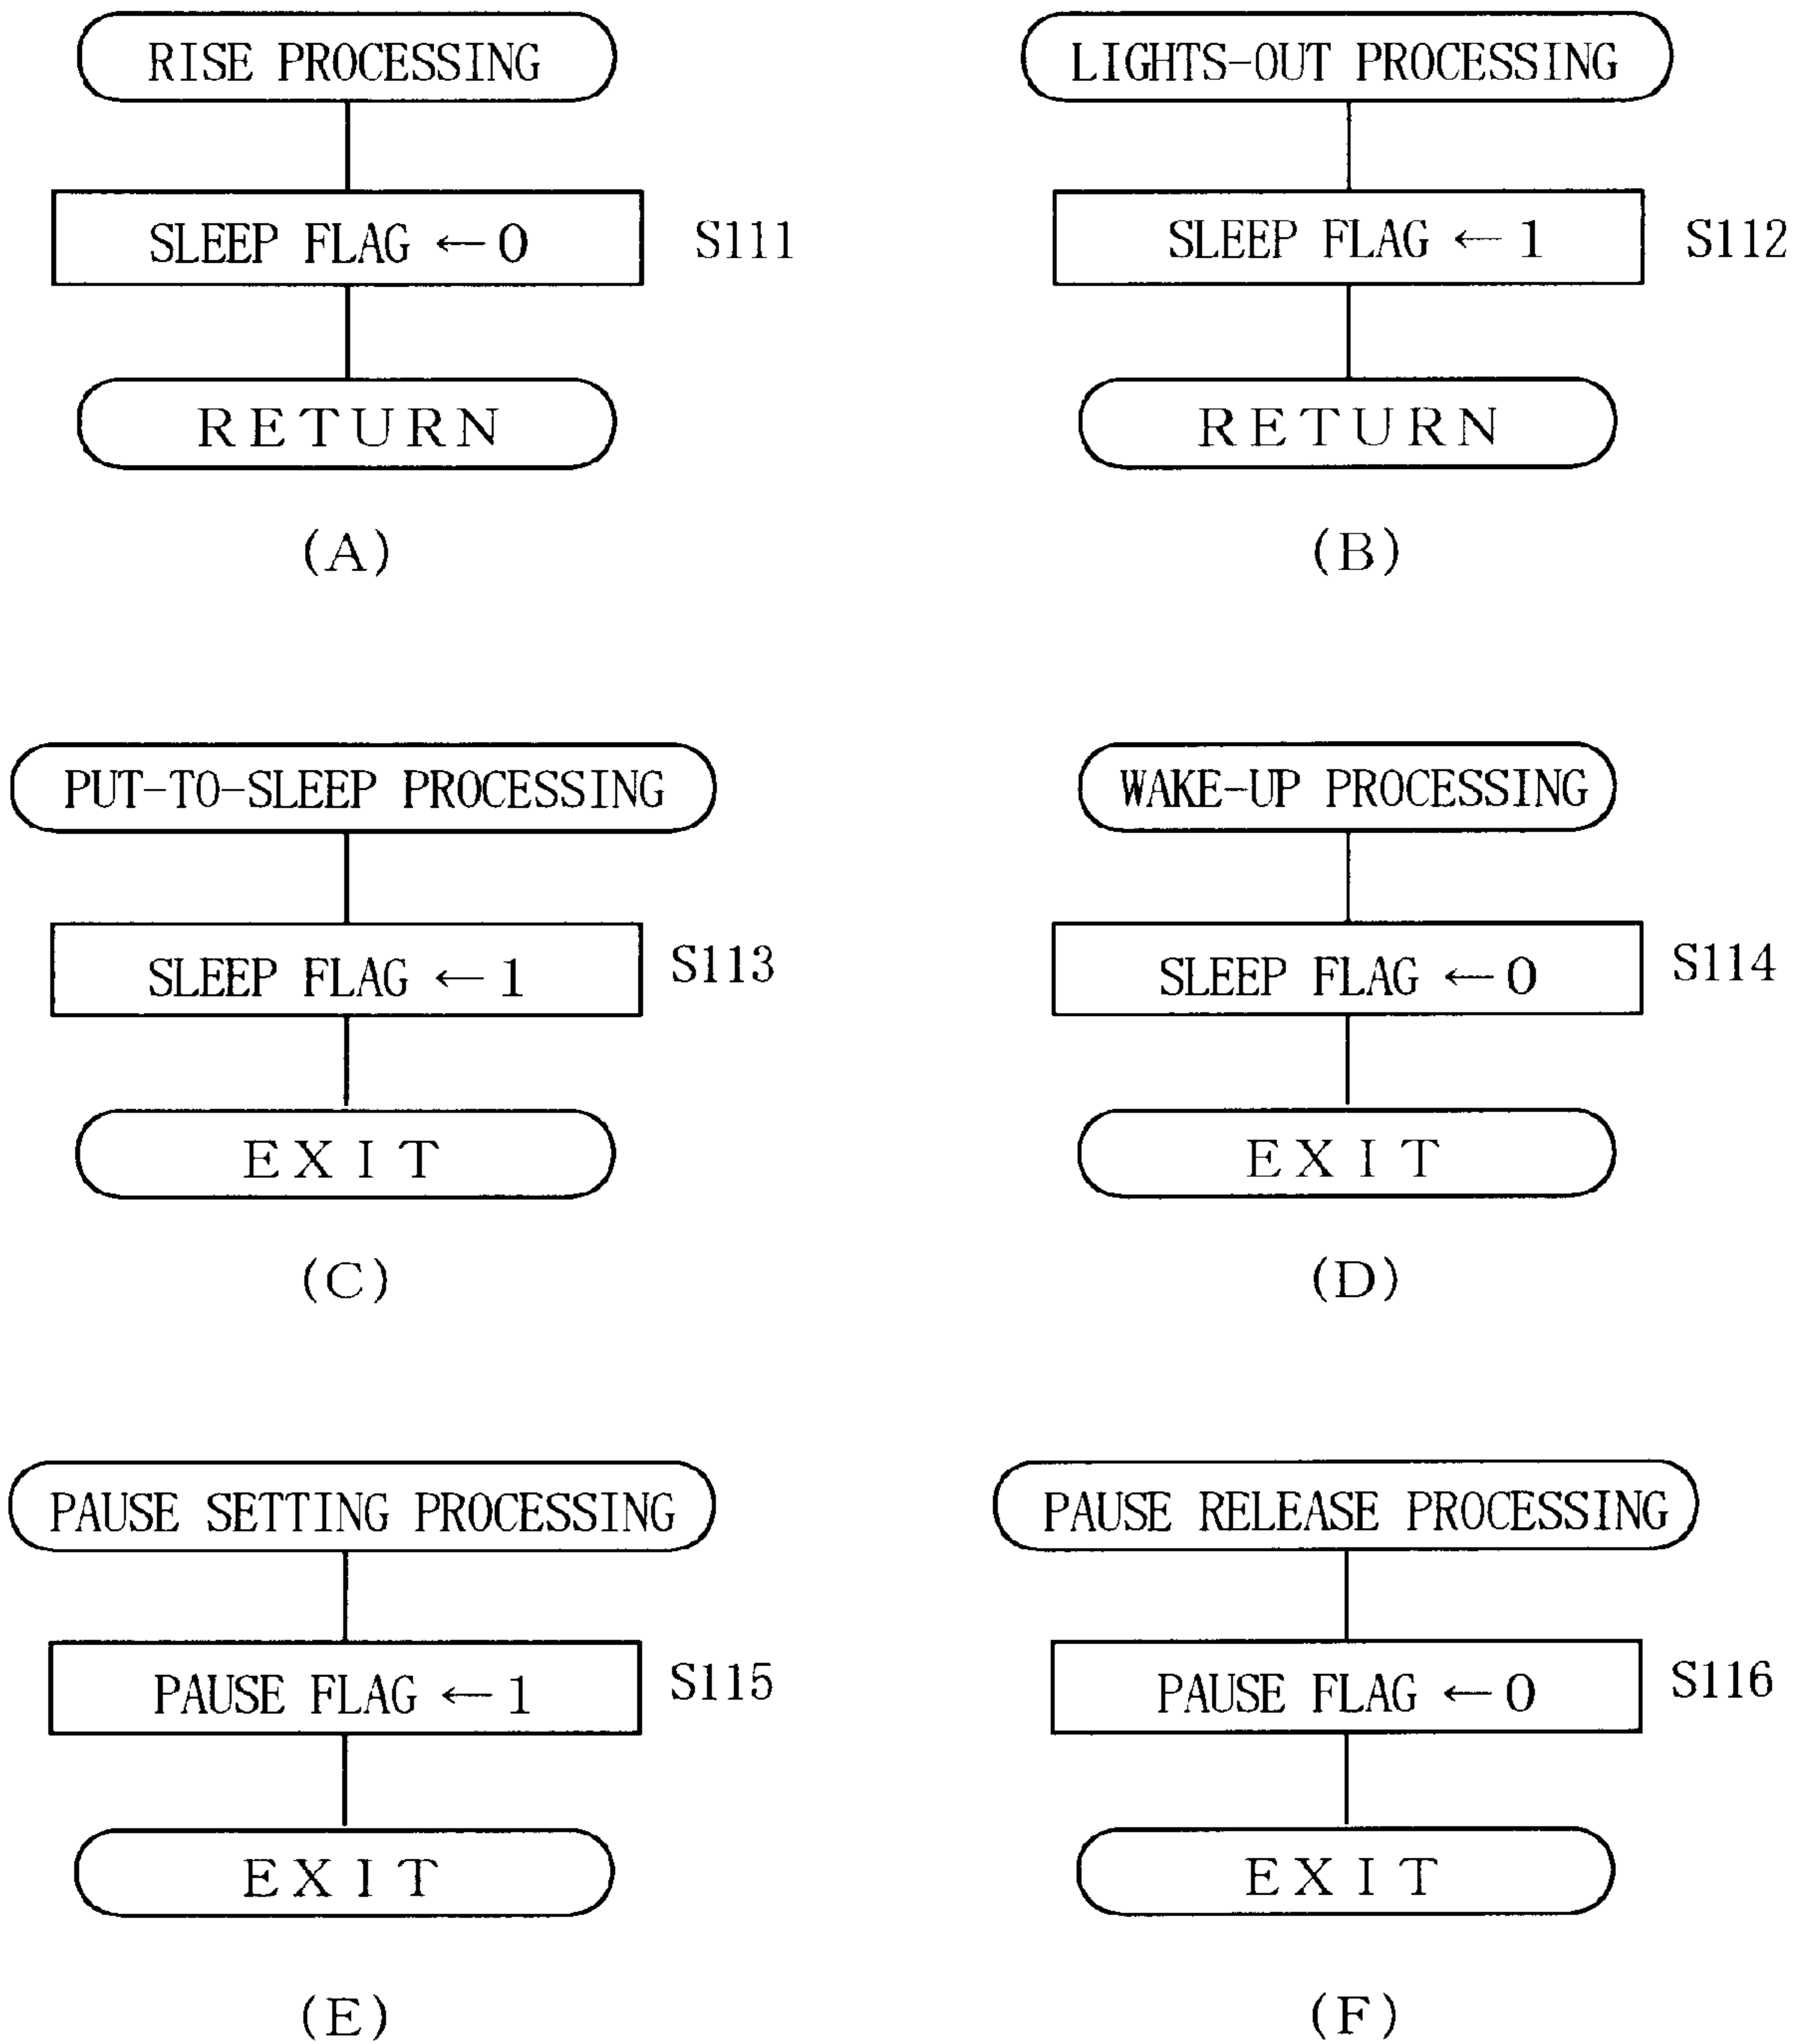 RISE PROCESSING
SLEEP FLAG ← 0
S111
RETURN
(A)
LIGHTS-OUT PROCESSING
SLEEP FLAG ← 1
S112
RETURN
(B)
PUT-TO-SLEEP PROCESSING
SLEEP FLAG ← 1
S113
EXIT
(C)
WAKE-UP PROCESSING
SLEEP FLAG ← 0
S114
EXIT
(D)
PAUSE SETTING PROCESSING
PAUSE FLAG ← 1
S115
EXIT
(E)
PAUSE RELEASE PROCESSING
PAUSE FLAG ← 0
S116
EXIT
(F)